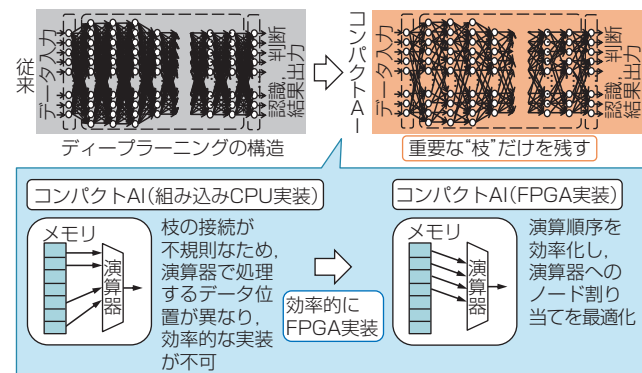 従来
データ入力
認識・判断
結果出力
ディープラーニングの構造
コンパクトAI
データ入力
認識・判断
結果出力
重要な“枝”だけを残す
コンパクトAI(組み込みCPU実装)
メモリ
演算器
枝の接続が
不規則なため,
演算器で処理
するデータ位
置が異なり,
効率的な実装
が不可
効率的に
FPGA実装
コンパクトAI(FPGA実装)
メモリ
演算器
演算順序を
効率化し,
演算器への
ノード割り
当てを最適化